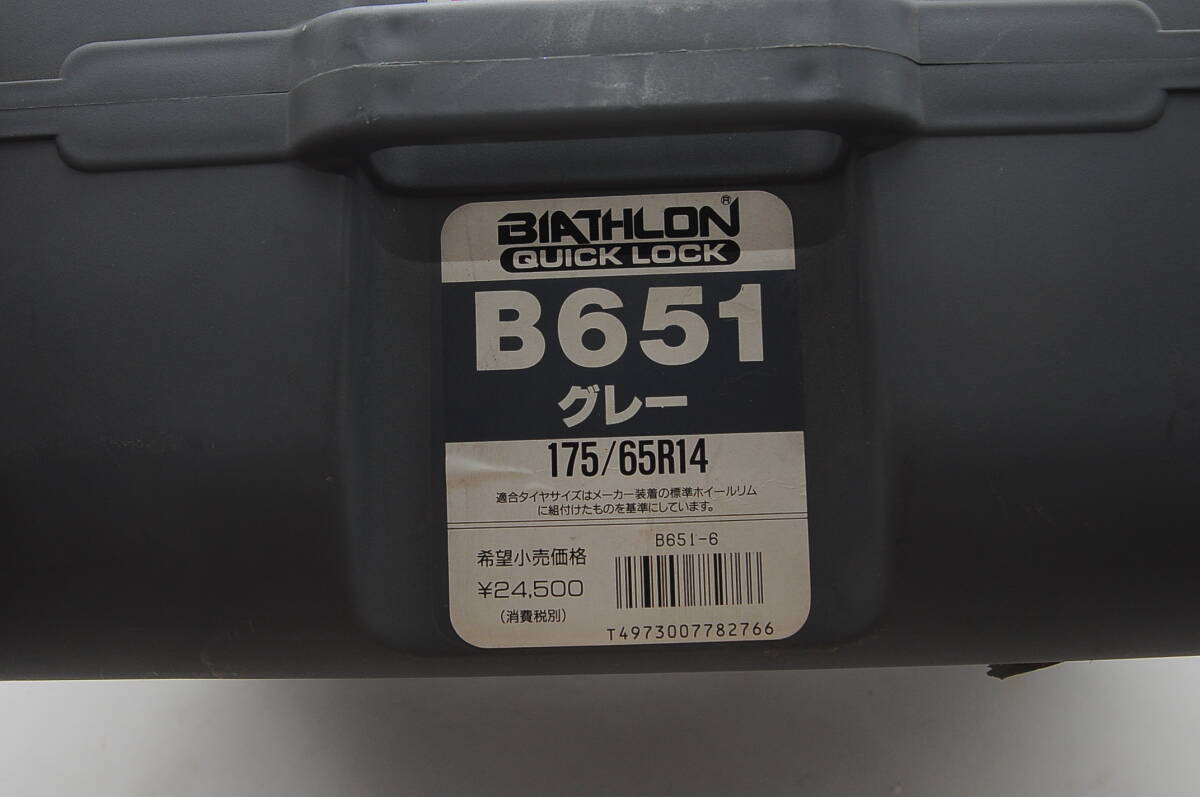 BIATHLON®
QUICK LOCK
B651
グレー
175/65R14
適合タイヤサイズはメーカー装着の標準ホイールリム
に組付けたものを基準にしています。
B651-6
希望小売価格
¥24,500
(消費税別)
T4973007782766